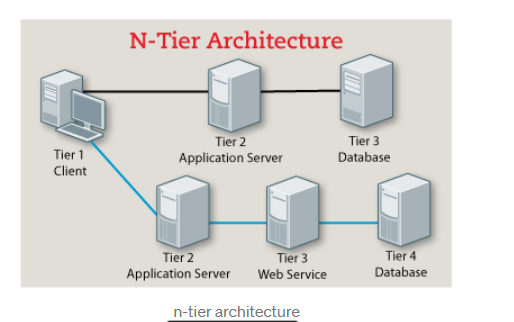 N-Tier Architecture
Tier 1
Client
Tier 2
Application Server
Tier 3
Database
Tier 2
Application Server
Tier 3
Web Service
Tier 4
Database
n-tier architecture